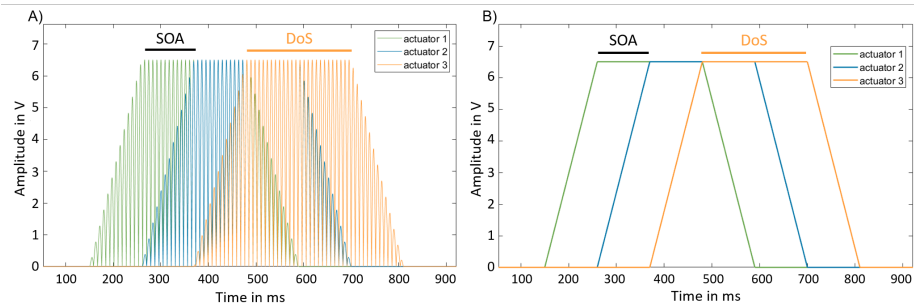 A)
SOA
DoS
actuator 1
actuator 2
actuator 3
Amplitude in V
7
6
5
4
3
2
1
0
100 200 300 400 500 600 700 800 900
Time in ms
B)
SOA
DoS
actuator 1
actuator 2
actuator 3
Amplitude in V
7
6
5
4
3
2
1
0
100 200 300 400 500 600 700 800 900
Time in ms